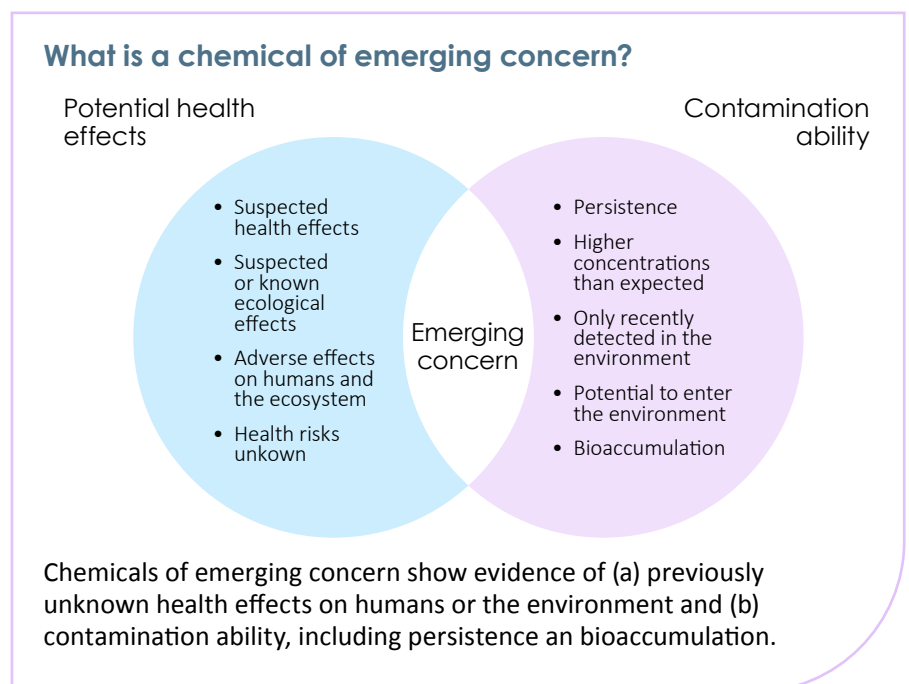 What is a chemical of emerging concern?
Potential health
effects
Contamination
ability
• Suspected
health effects
• Suspected
or known
ecological
effects
• Adverse effects
on humans and
the ecosystem
• Health risks
unkown
Emerging
concern
• Persistence
• Higher
concentrations
than expected
• Only recently
detected in the
environment
• Potential to enter
the environment
• Bioaccumulation
Chemicals of emerging concern show evidence of (a) previously
unknown health effects on humans or the environment and (b)
contamination ability, including persistence an bioaccumulation.